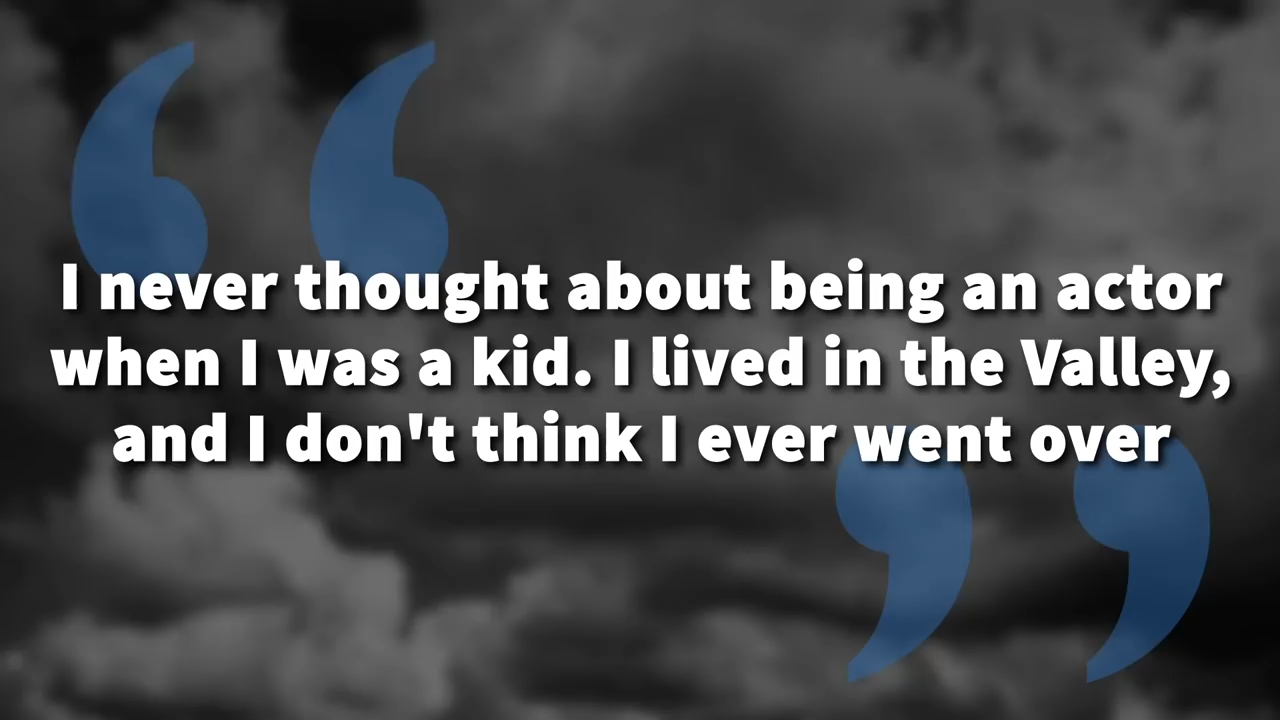 I never thought about being an actor
when I was a kid. I lived in the Valley,
and I don't think I ever went over